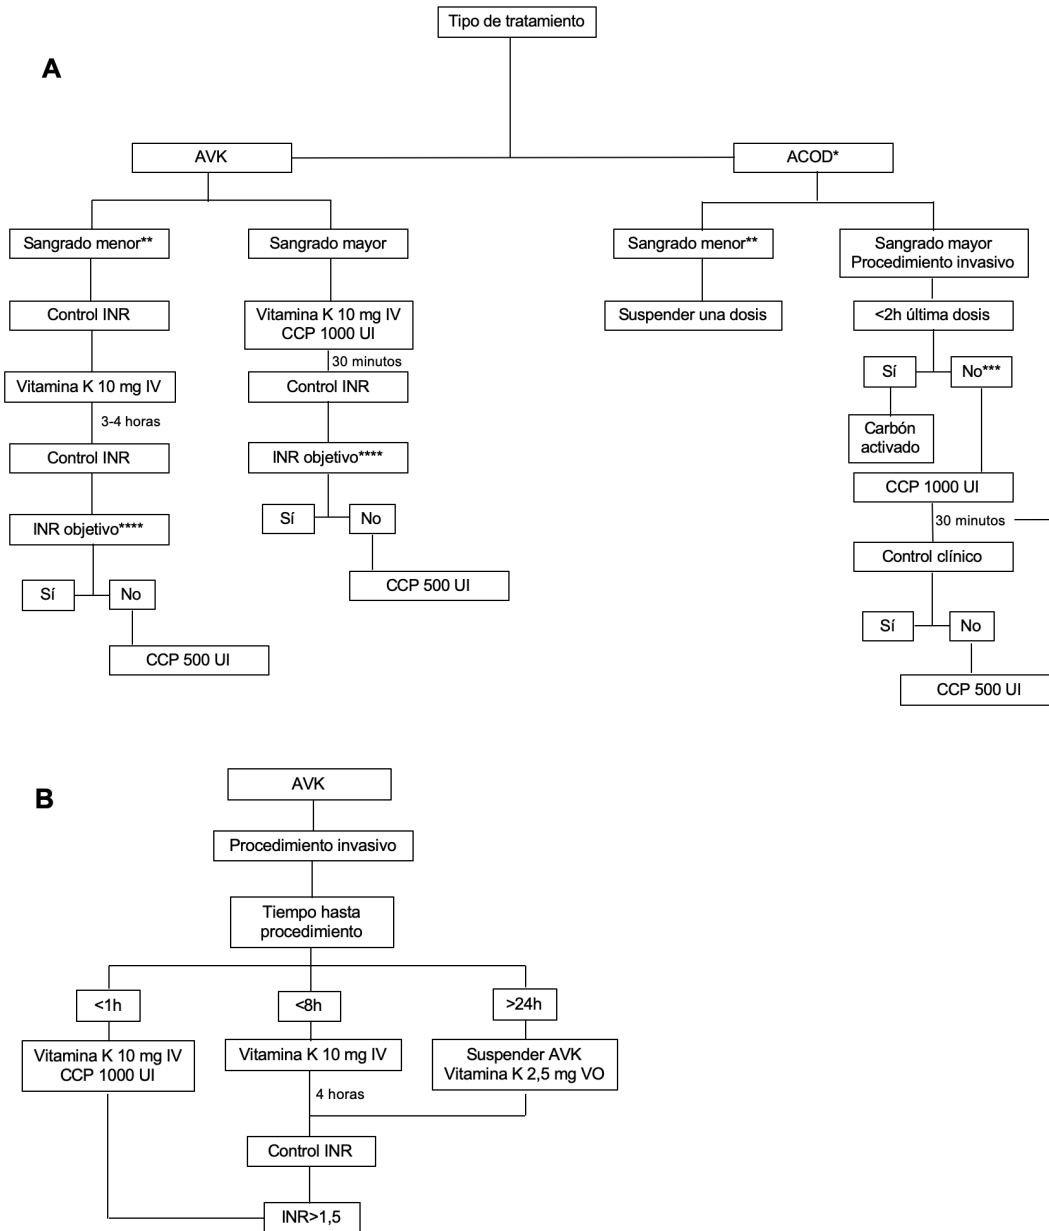 Tipo de tratamiento
A
AVK
ACOD*
Sangrado menor**
Sangrado mayor
Sangrado menor**
Sangrado mayor
Procedimiento invasivo
Control INR
Vitamina K 10 mg IV
CCP 1000 UI
Suspender una dosis
<2h última dosis
30 minutos
Vitamina K 10 mg IV
Control INR
Sí
No***
3-4 horas
Carbón
activado
Control INR
INR objetivo****
CCP 1000 UI
Sí
No
30 minutos
INR objetivo****
Control clínico
CCP 500 UI
Sí
No
Sí
No
CCP 500 UI
CCP 500 UI
B
AVK
Procedimiento invasivo
Tiempo hasta
procedimiento
<1h
<8h
>24h
Vitamina K 10 mg IV
CCP 1000 UI
Vitamina K 10 mg IV
Suspender AVK
Vitamina K 2,5 mg VO
4 horas
Control INR
INR>1,5